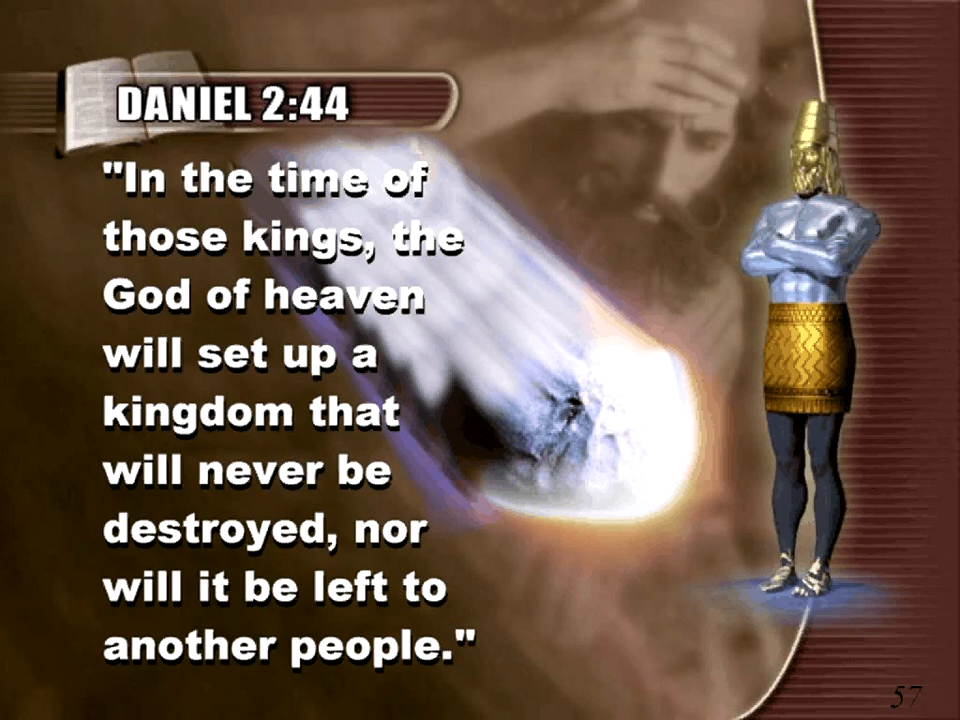 DANIEL 2:44
"In the time of
those kings, the
God of heaven
will set up a
kingdom that
will never be
destroyed, nor
will it be left to
another people."
57